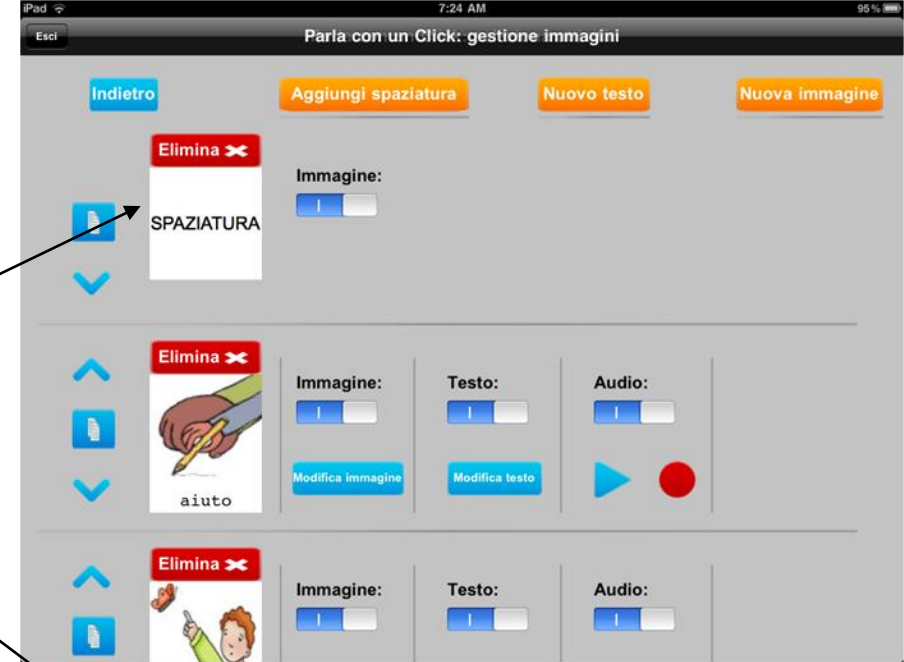 iPad 7:24 AM 95%
Esci Parla con un Click: gestione immagini
Indietro Aggiungi spaziatura Nuovo testo Nuova immagine
Elimina
Immagine:
SPAZIATURA
Elimina
Immagine: Testo: Audio:
Modifica immagine Modifica testo
aiuto
Elimina
Immagine: Testo: Audio: